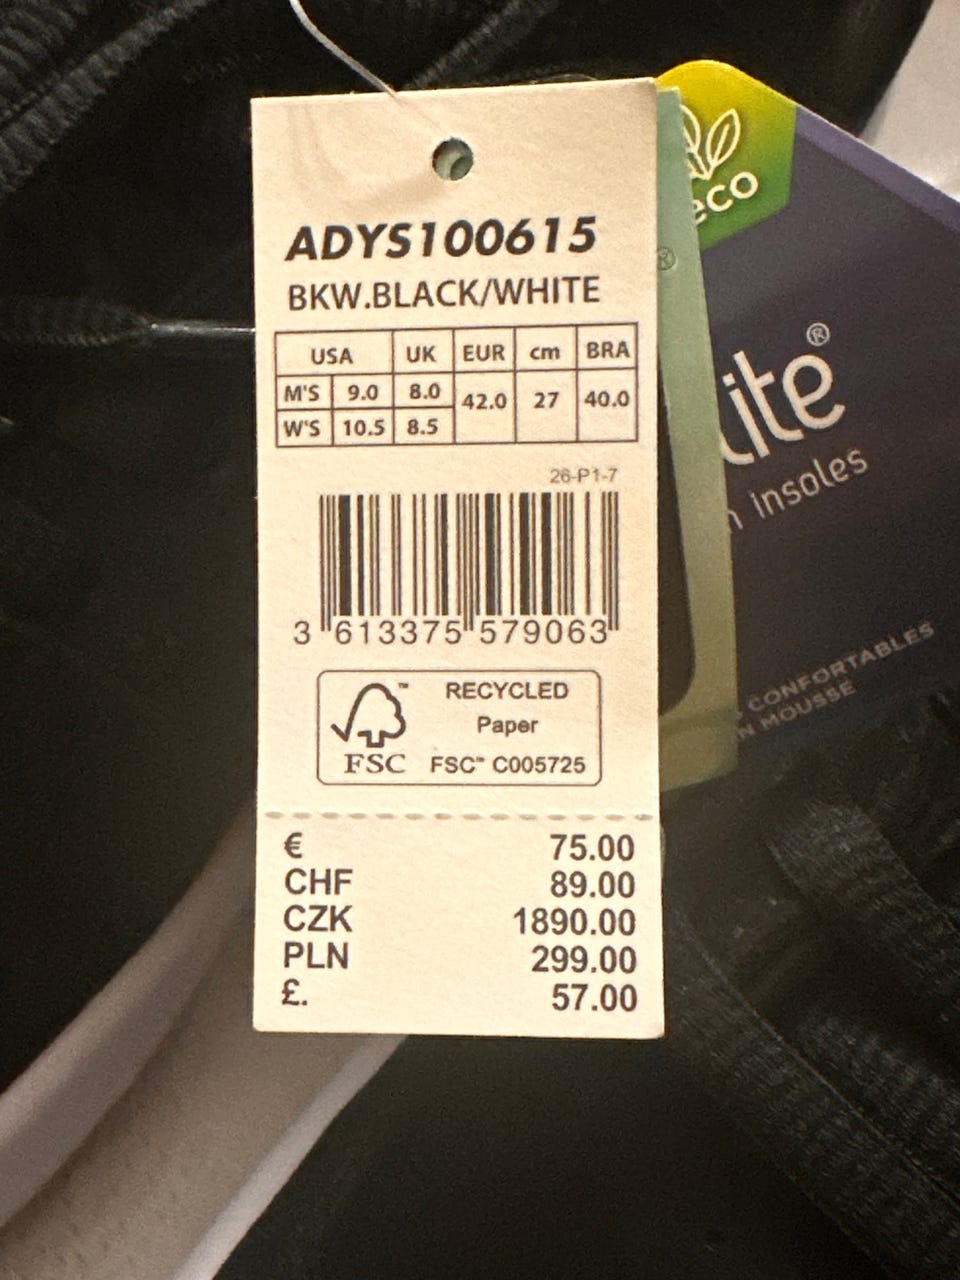 ADYS100615
BKW.BLACK/WHITE
USA UK EUR cm BRA
M'S 9.0 8.0 42.0 27 40.0
W'S 10.5 8.5
26-P1-7
3 613375 579063
FSC™
RECYCLED
Paper
FSC™ C005725
€ 75.00
CHF 89.00
CZK 1890.00
PLN 299.00
£. 57.00
eco
®
lite®
insoles
CONFORTABLES
MOUSSE